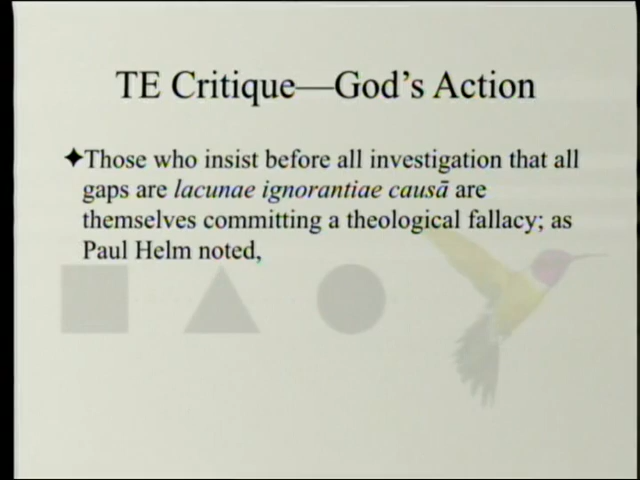 TE Critique—God's Action
✦Those who insist before all investigation that all
gaps are lacunae ignorantiae causā are
themselves committing a theological fallacy; as
Paul Helm noted,